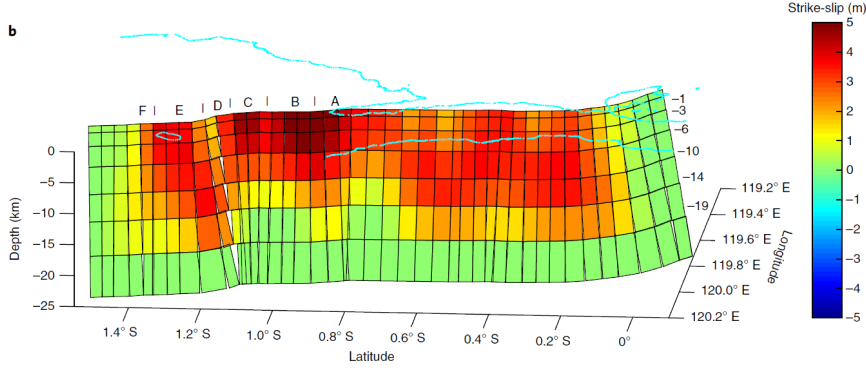 Strike-slip (m)
b
5
4
3
2
1
0
−1
−2
−3
−4
−5
F | E | D | C | B | A
−1
−3
−6
−10
−14
−19
0
−5
−10
−15
−20
−25
Depth (km)
119.2° E
119.4° E
119.6° E
119.8° E
120.0° E
120.2° E
Longitude
1.4° S 1.2° S 1.0° S 0.8° S 0.6° S 0.4° S 0.2° S 0°
Latitude